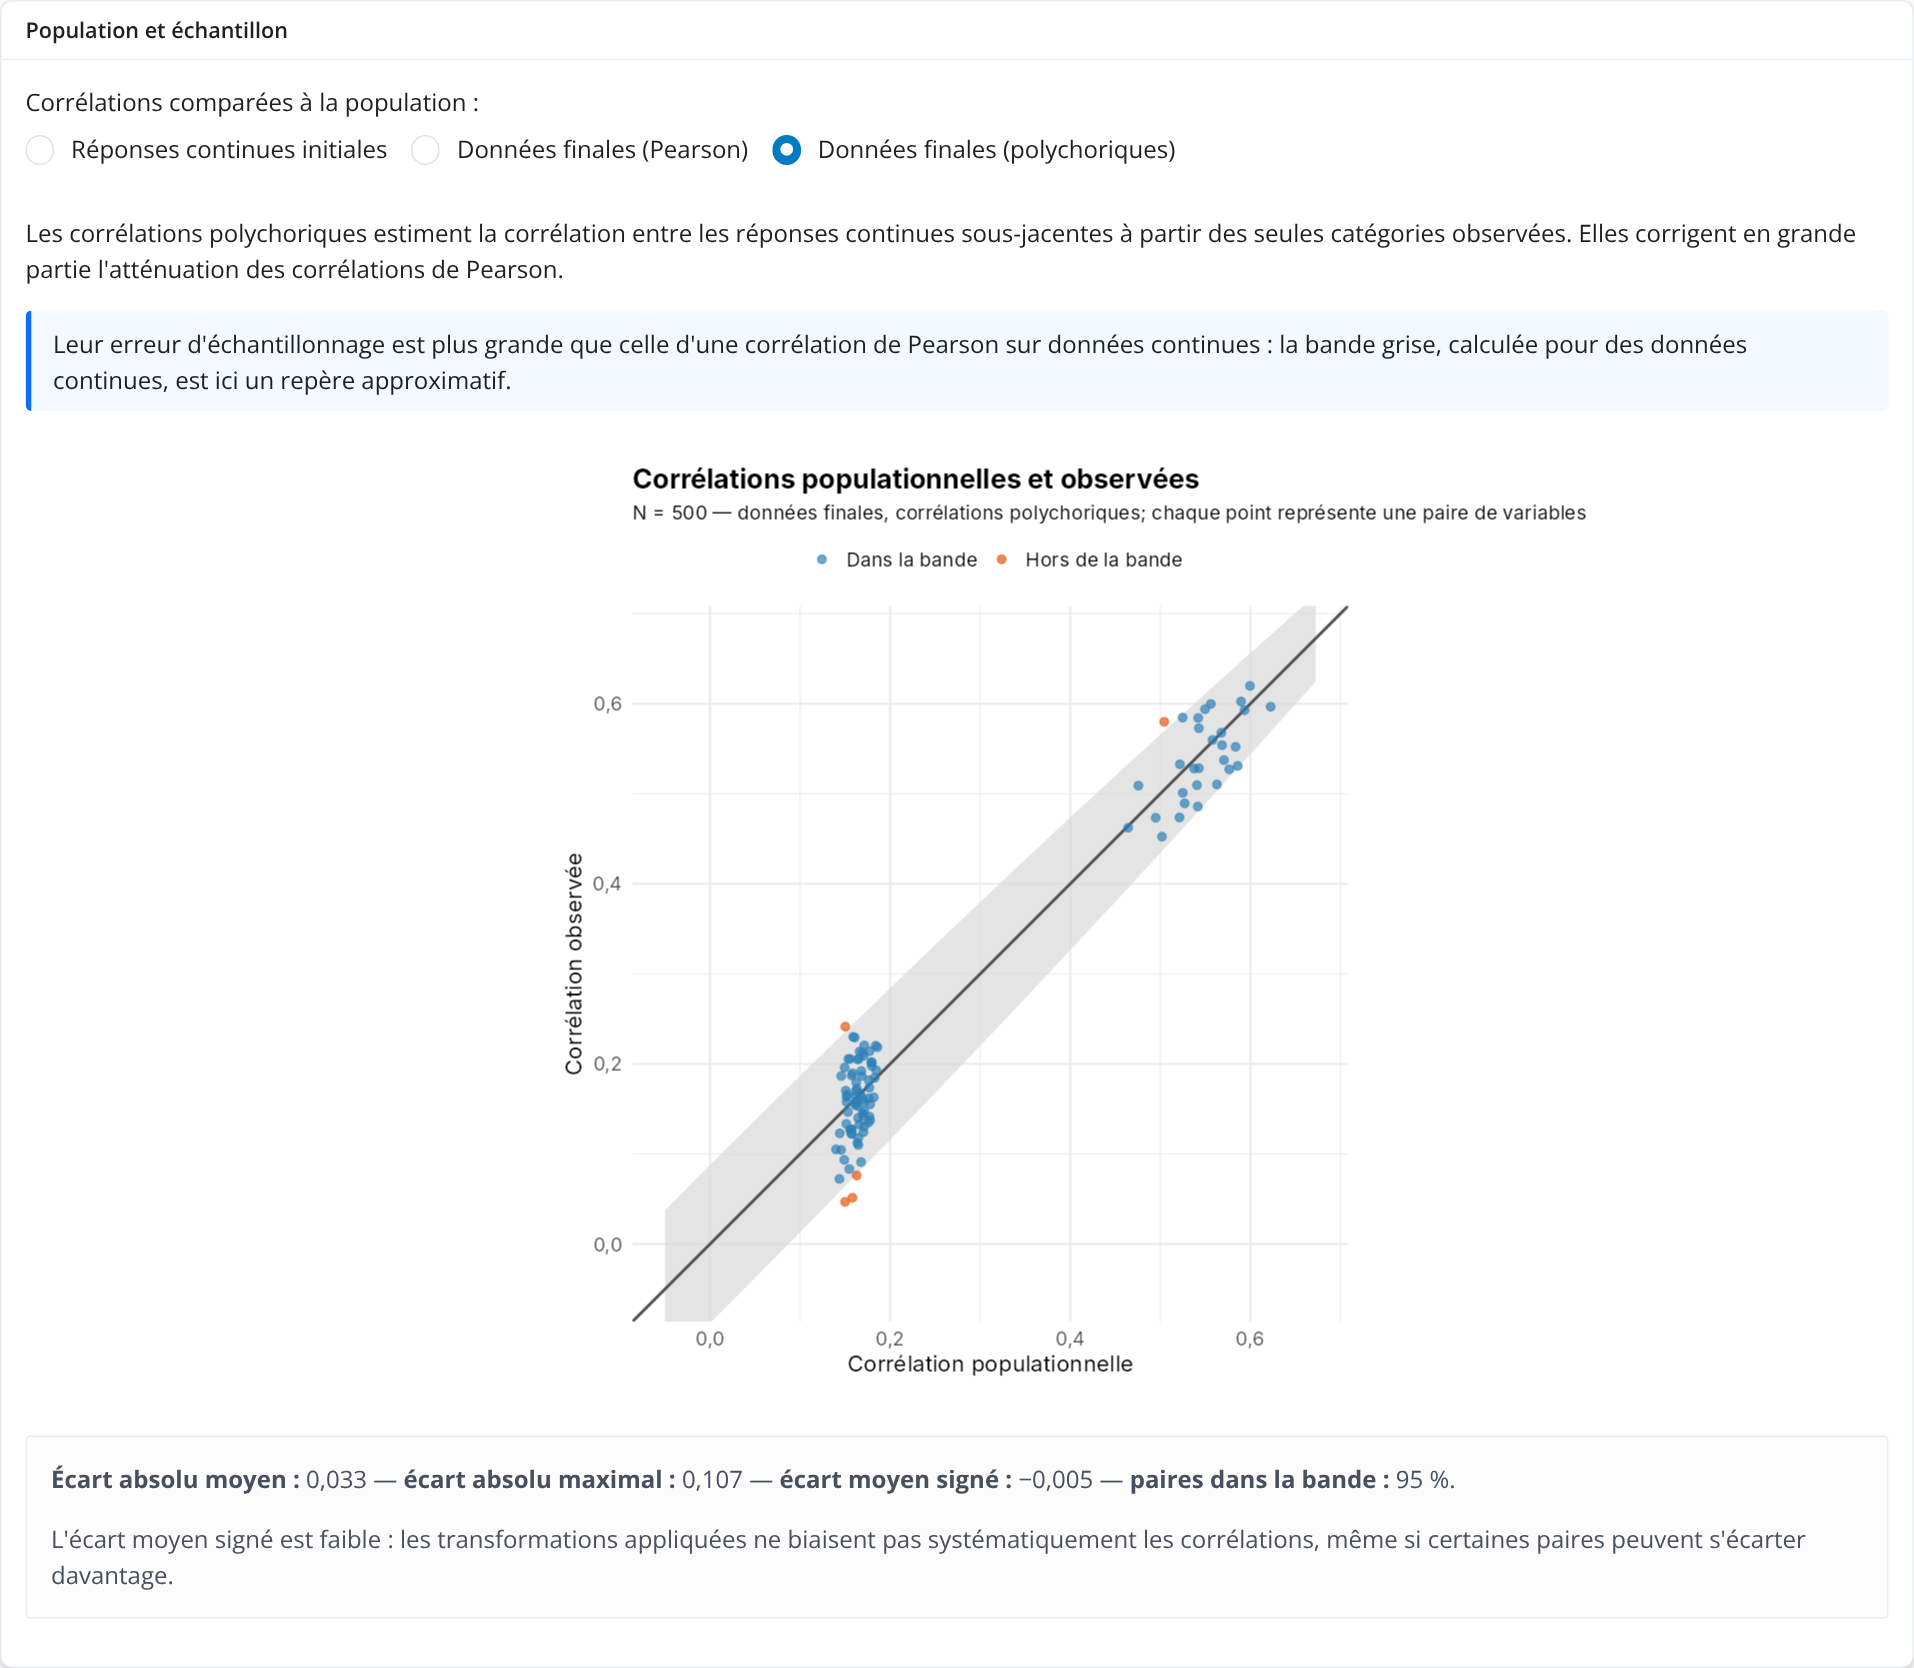 Population et échantillon
Corrélations comparées à la population :
Réponses continues initiales Données finales (Pearson) Données finales (polychoriques)
Les corrélations polychoriques estiment la corrélation entre les réponses continues sous-jacentes à partir des seules catégories observées. Elles corrigent en grande
partie l'atténuation des corrélations de Pearson.
Leur erreur d'échantillonnage est plus grande que celle d'une corrélation de Pearson sur données continues : la bande grise, calculée pour des données
continues, est ici un repère approximatif.
Corrélations populationnelles et observées
N = 500 — données finales, corrélations polychoriques; chaque point représente une paire de variables
Dans la bande Hors de la bande
Corrélation observée
0,6
0,4
0,2
0,0
0,0 0,2 0,4 0,6
Corrélation populationnelle
Écart absolu moyen : 0,033 — écart absolu maximal : 0,107 — écart moyen signé : −0,005 — paires dans la bande : 95 %.
L'écart moyen signé est faible : les transformations appliquées ne biaisent pas systématiquement les corrélations, même si certaines paires peuvent s'écarter
davantage.